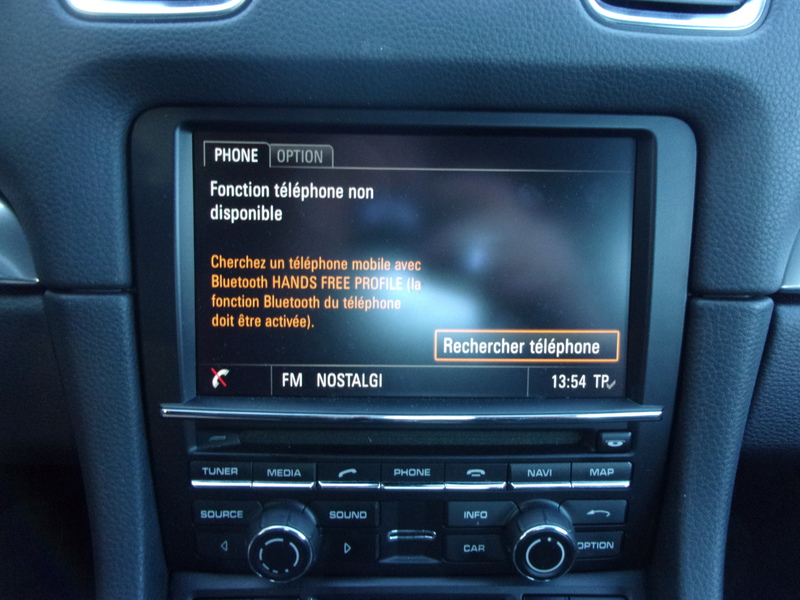 PHONE OPTION
Fonction téléphone non
disponible
Cherchez un téléphone mobile avec
Bluetooth HANDS FREE PROFILE (la
fonction Bluetooth du téléphone
doit être activée).
Rechercher téléphone
FM NOSTALGI 13:54 TP
TUNER MEDIA PHONE NAVI MAP
SOURCE SOUND INFO
CAR OPTION